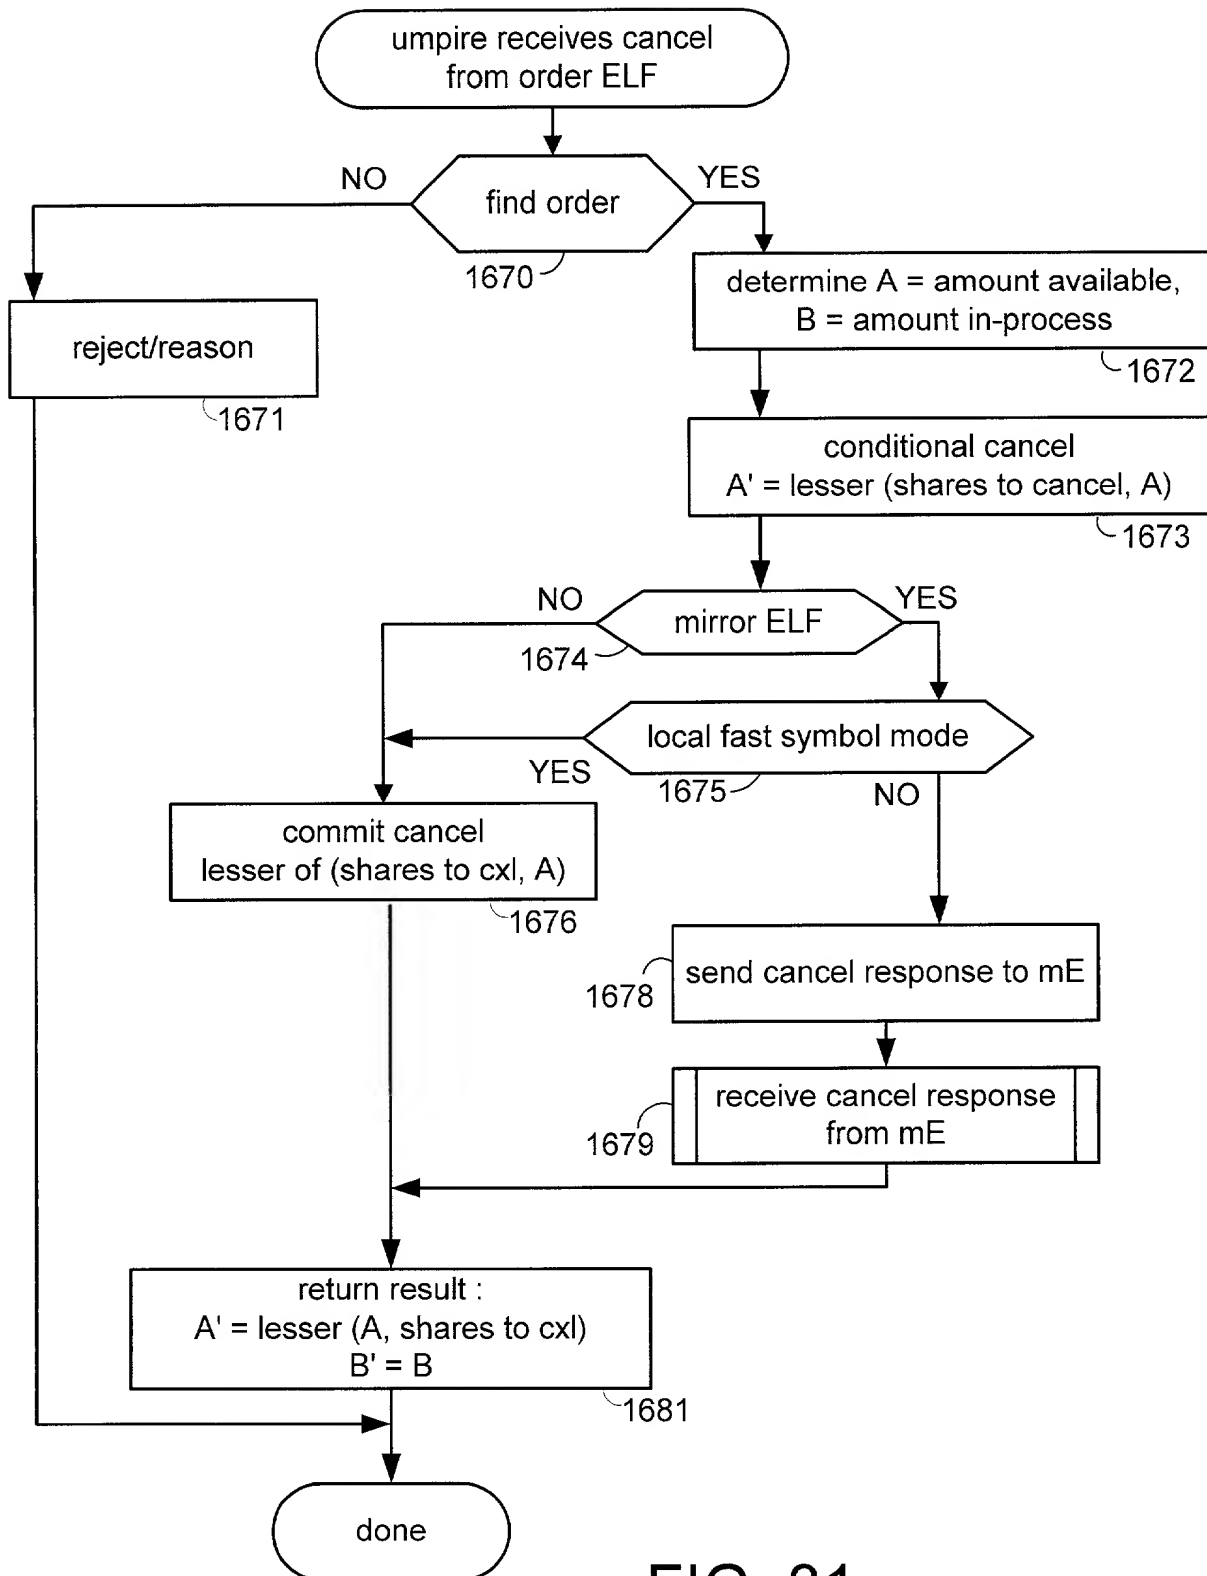 umpire receives cancel
from order ELF
NO
YES
find order
1670
determine A = amount available,
B = amount in-process
1672
reject/reason
1671
conditional cancel
A' = lesser (shares to cancel, A)
1673
NO
YES
mirror ELF
1674
local fast symbol mode
YES
1675
NO
commit cancel
lesser of (shares to cxl, A)
1676
send cancel response to mE
1678
receive cancel response
from mE
1679
return result :
A' = lesser (A, shares to cxl)
B' = B
1681
done
FIG. 81